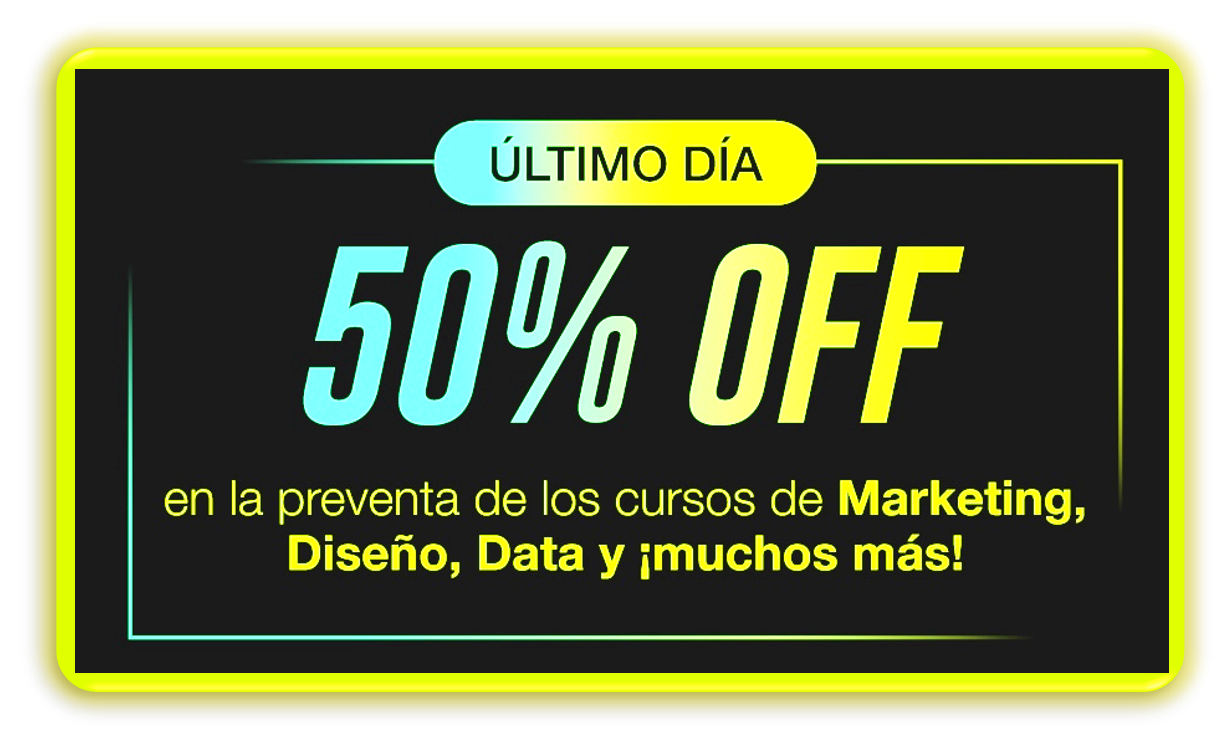 ÚLTIMO DÍA
50% OFF
en la preventa de los cursos de Marketing,
Diseño, Data y ¡muchos más!